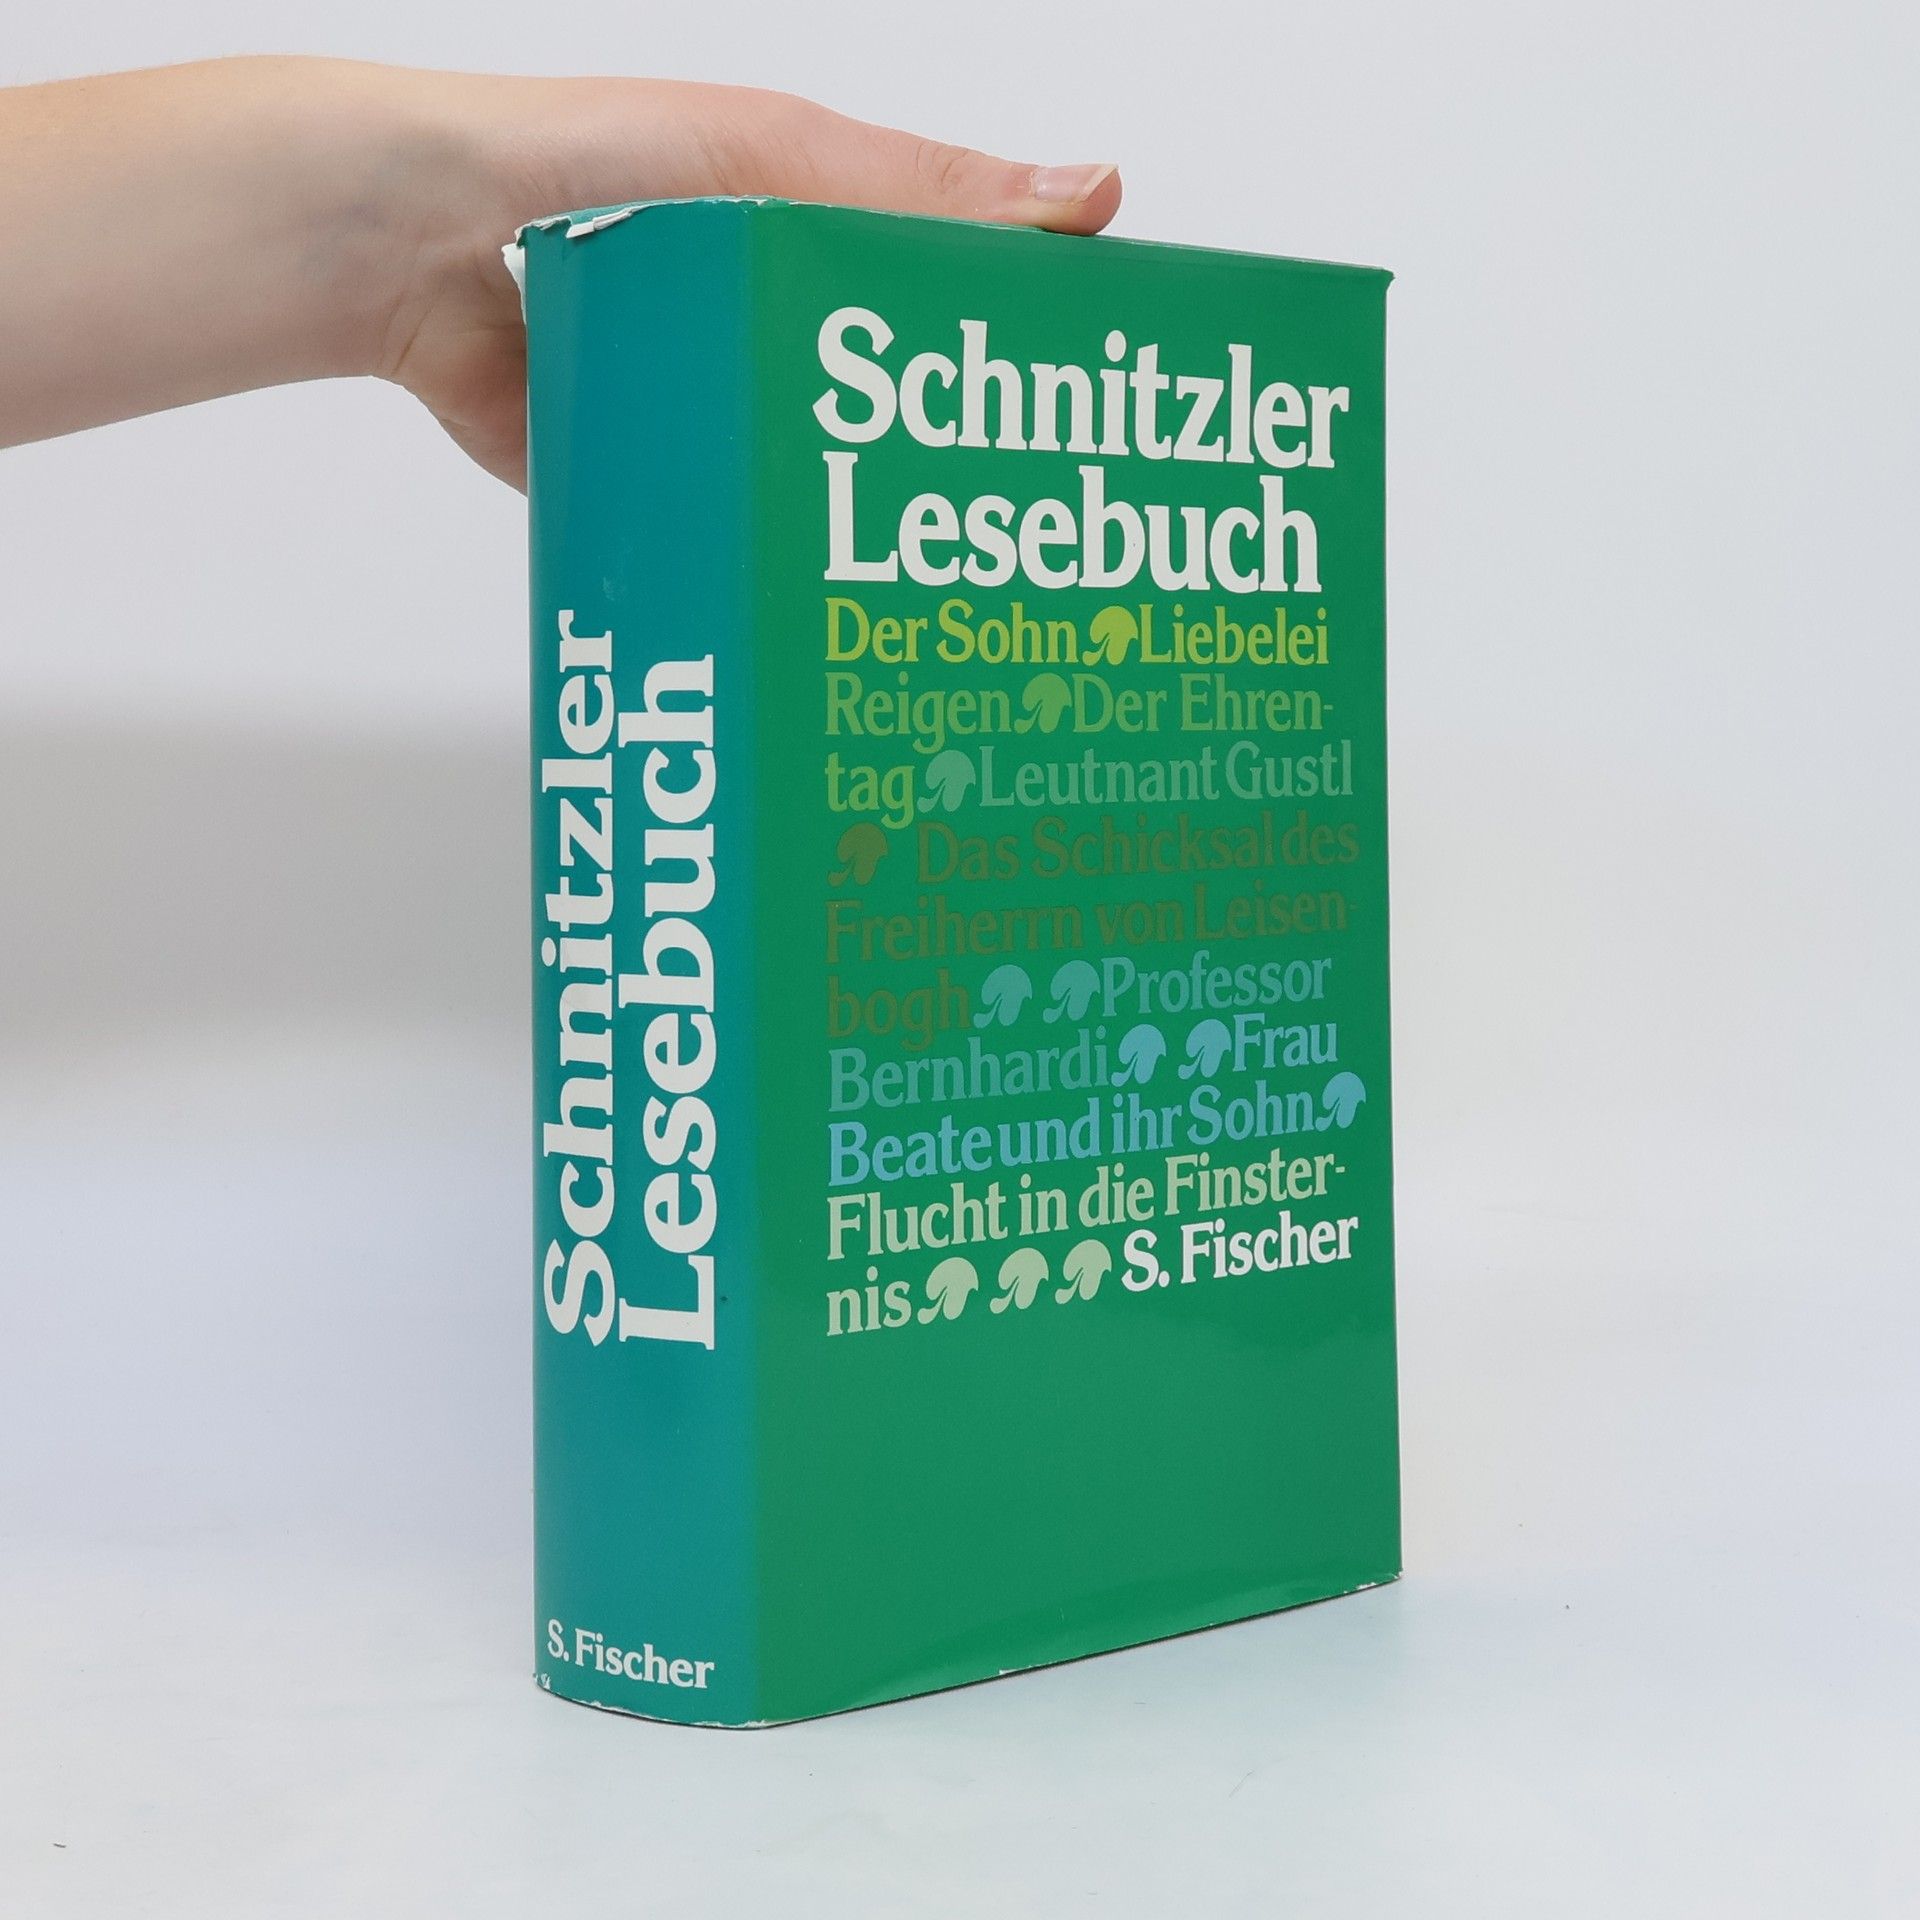 Schnitzler
Lesebuch
S. Fischer
Schnitzler
Lesebuch
Der Sohn Liebelei
Reigen Der Ehren-
tag Leutnant Gustl
Das Schicksal des
Freiherrn von Leisen-
bogh Professor
Bernhardi Frau
Beate und ihr Sohn
Flucht in die Finster-
nis S. Fischer